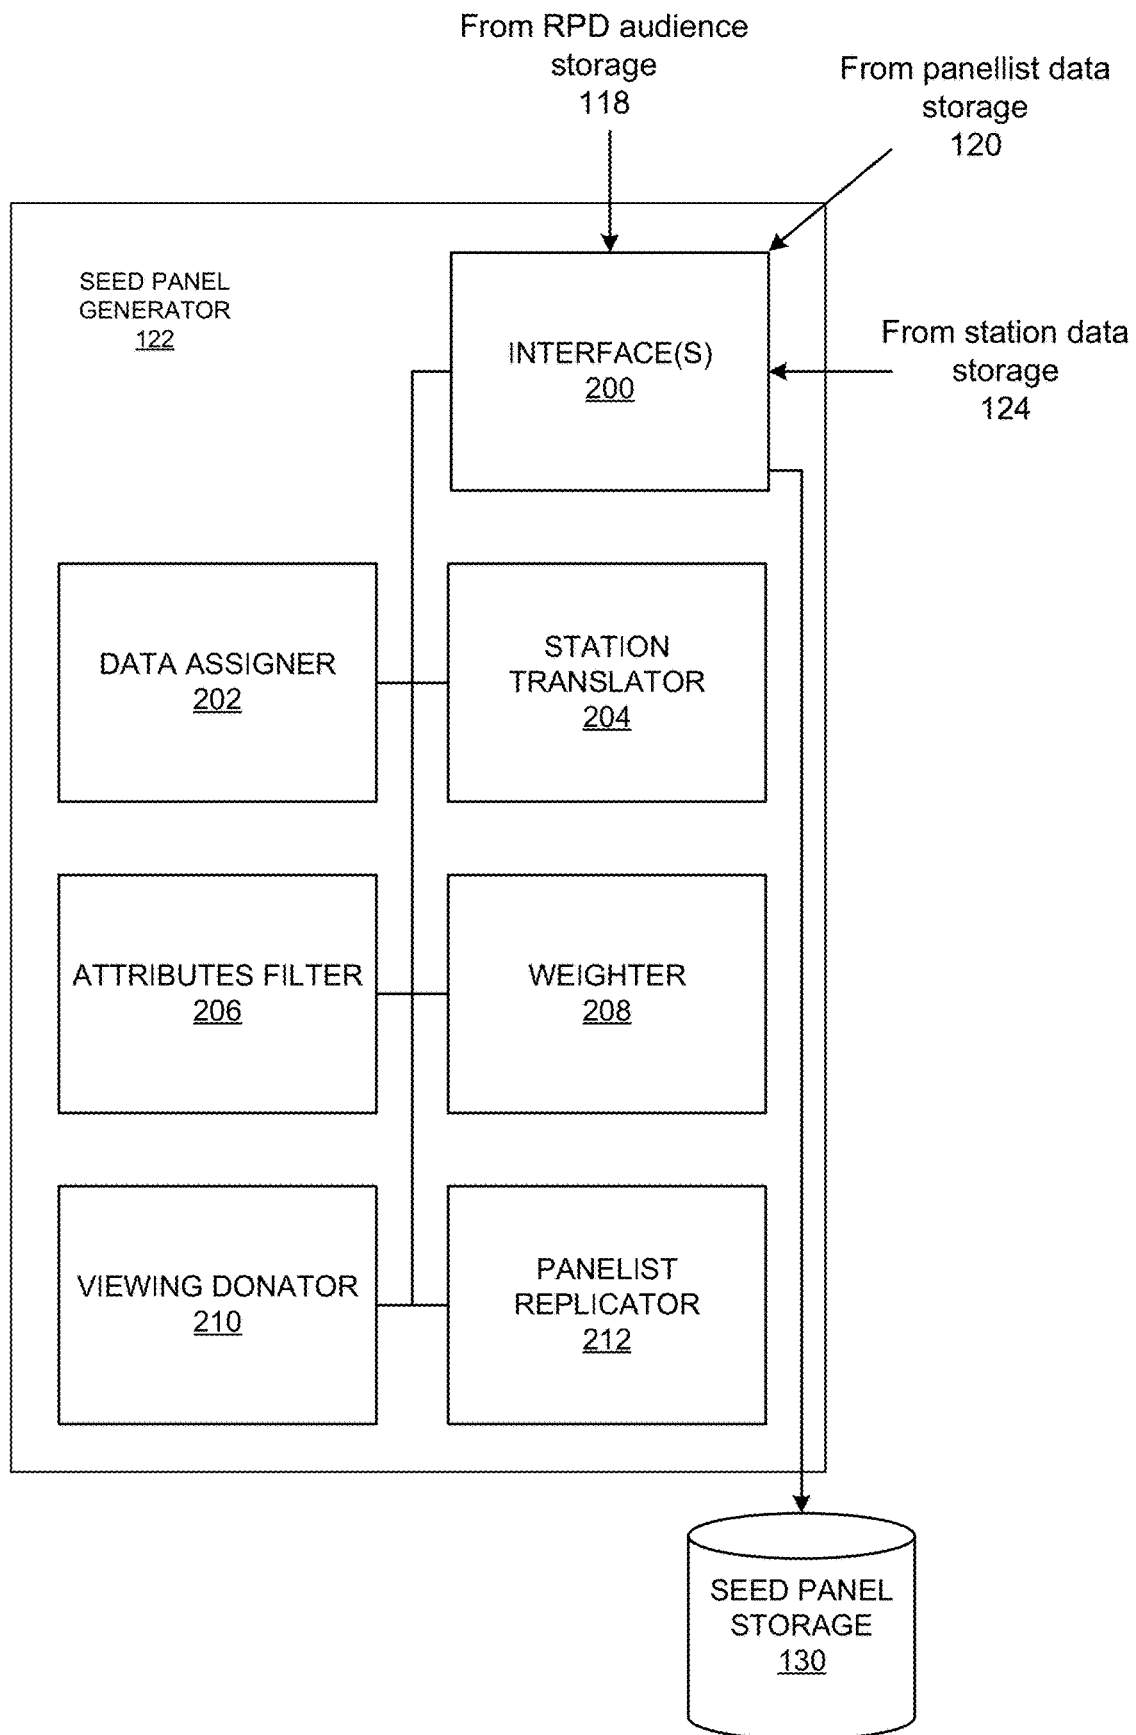 From RPD audience
storage
118
From panellist data
storage
120
SEED PANEL
GENERATOR
122
INTERFACE(S)
200
From station data
storage
124
DATA ASSIGNER
202
STATION
TRANSLATOR
204
ATTRIBUTES FILTER
206
WEIGHTER
208
VIEWING DONATOR
210
PANELIST
REPLICATOR
212
SEED PANEL
STORAGE
130